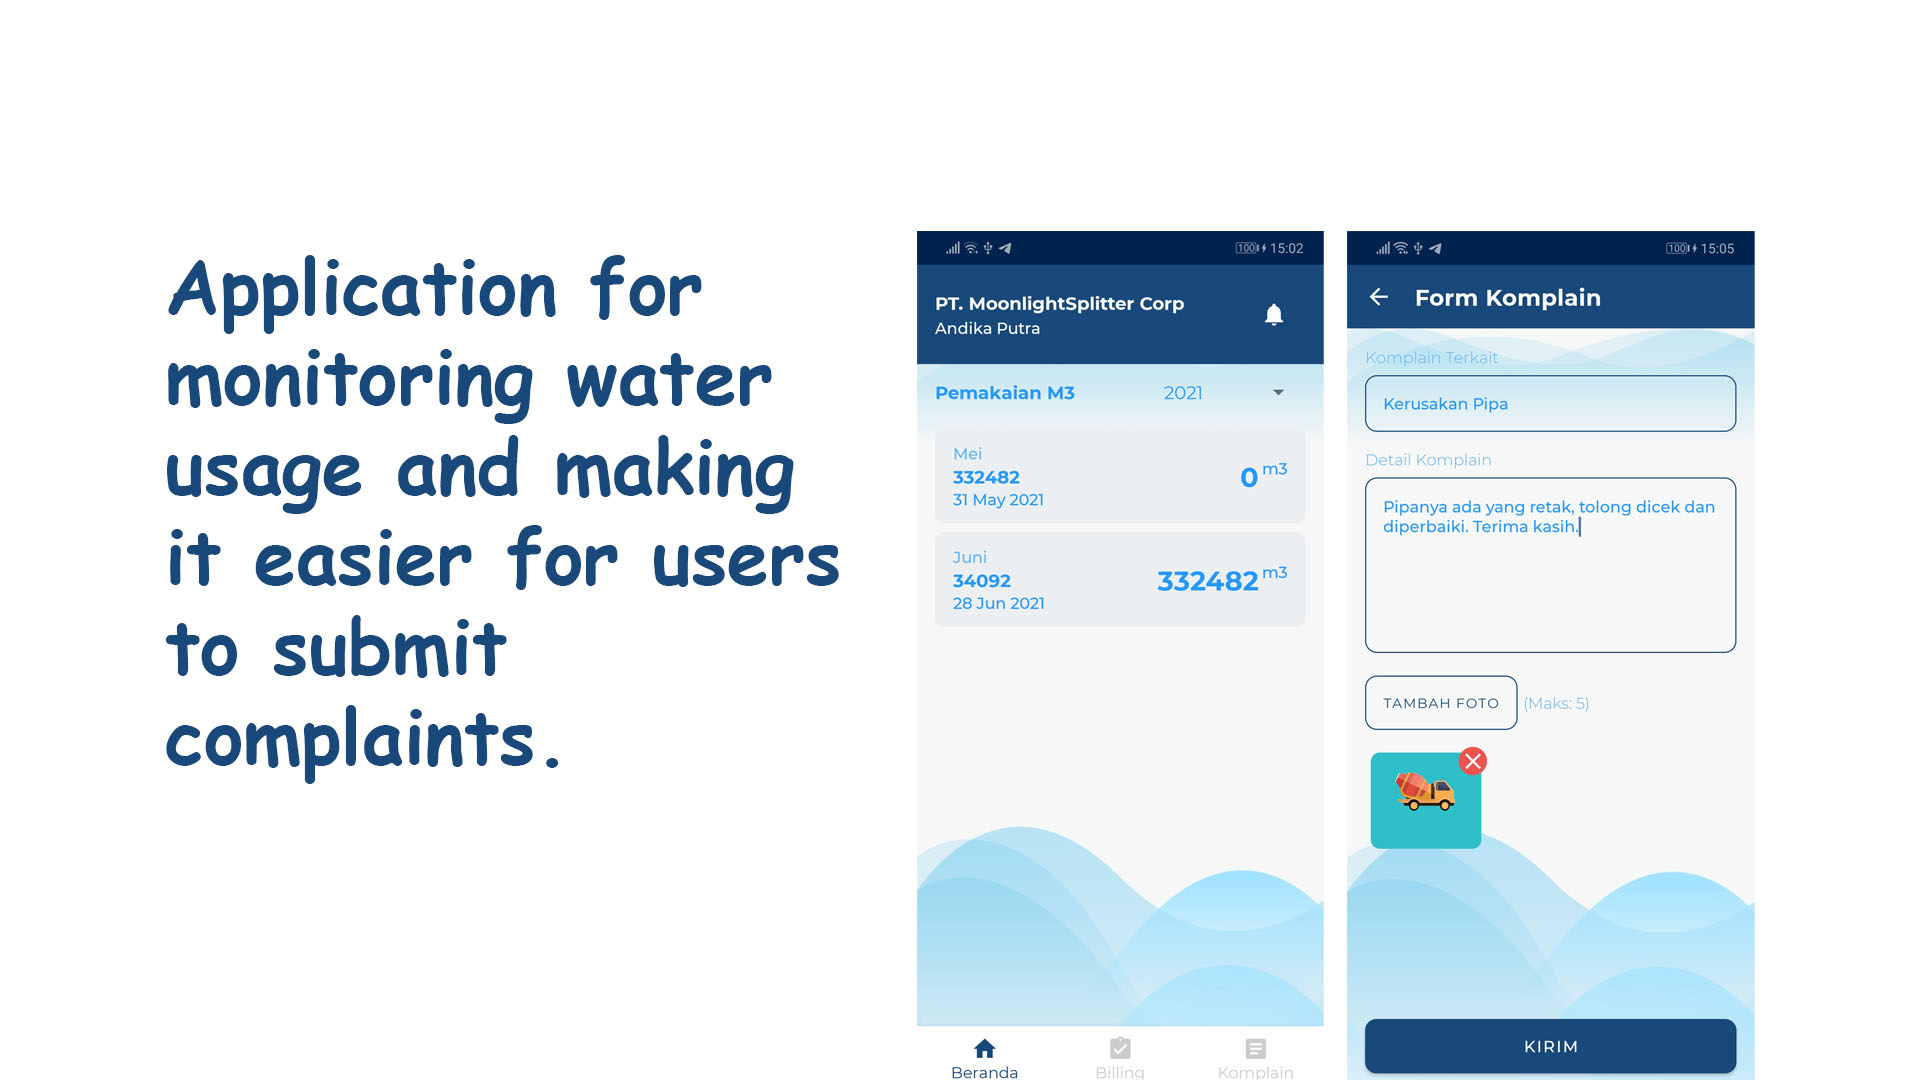 Application for
monitoring water
usage and making
it easier for users
to submit
complaints.
100 15:02
PT. MoonlightSplitter Corp
Andika Putra
Pemakaian M3 2021
Mei
332482
31 May 2021
0 m3
Juni
34092
28 Jun 2021
332482 m3
Beranda Billing Komplain
100 15:05
Form Komplain
Komplain Terkait
Kerusakan Pipa
Detail Komplain
Pipanya ada yang retak, tolong dicek dan
diperbaiki. Terima kasih.
TAMBAH FOTO (Maks: 5)
KIRIM